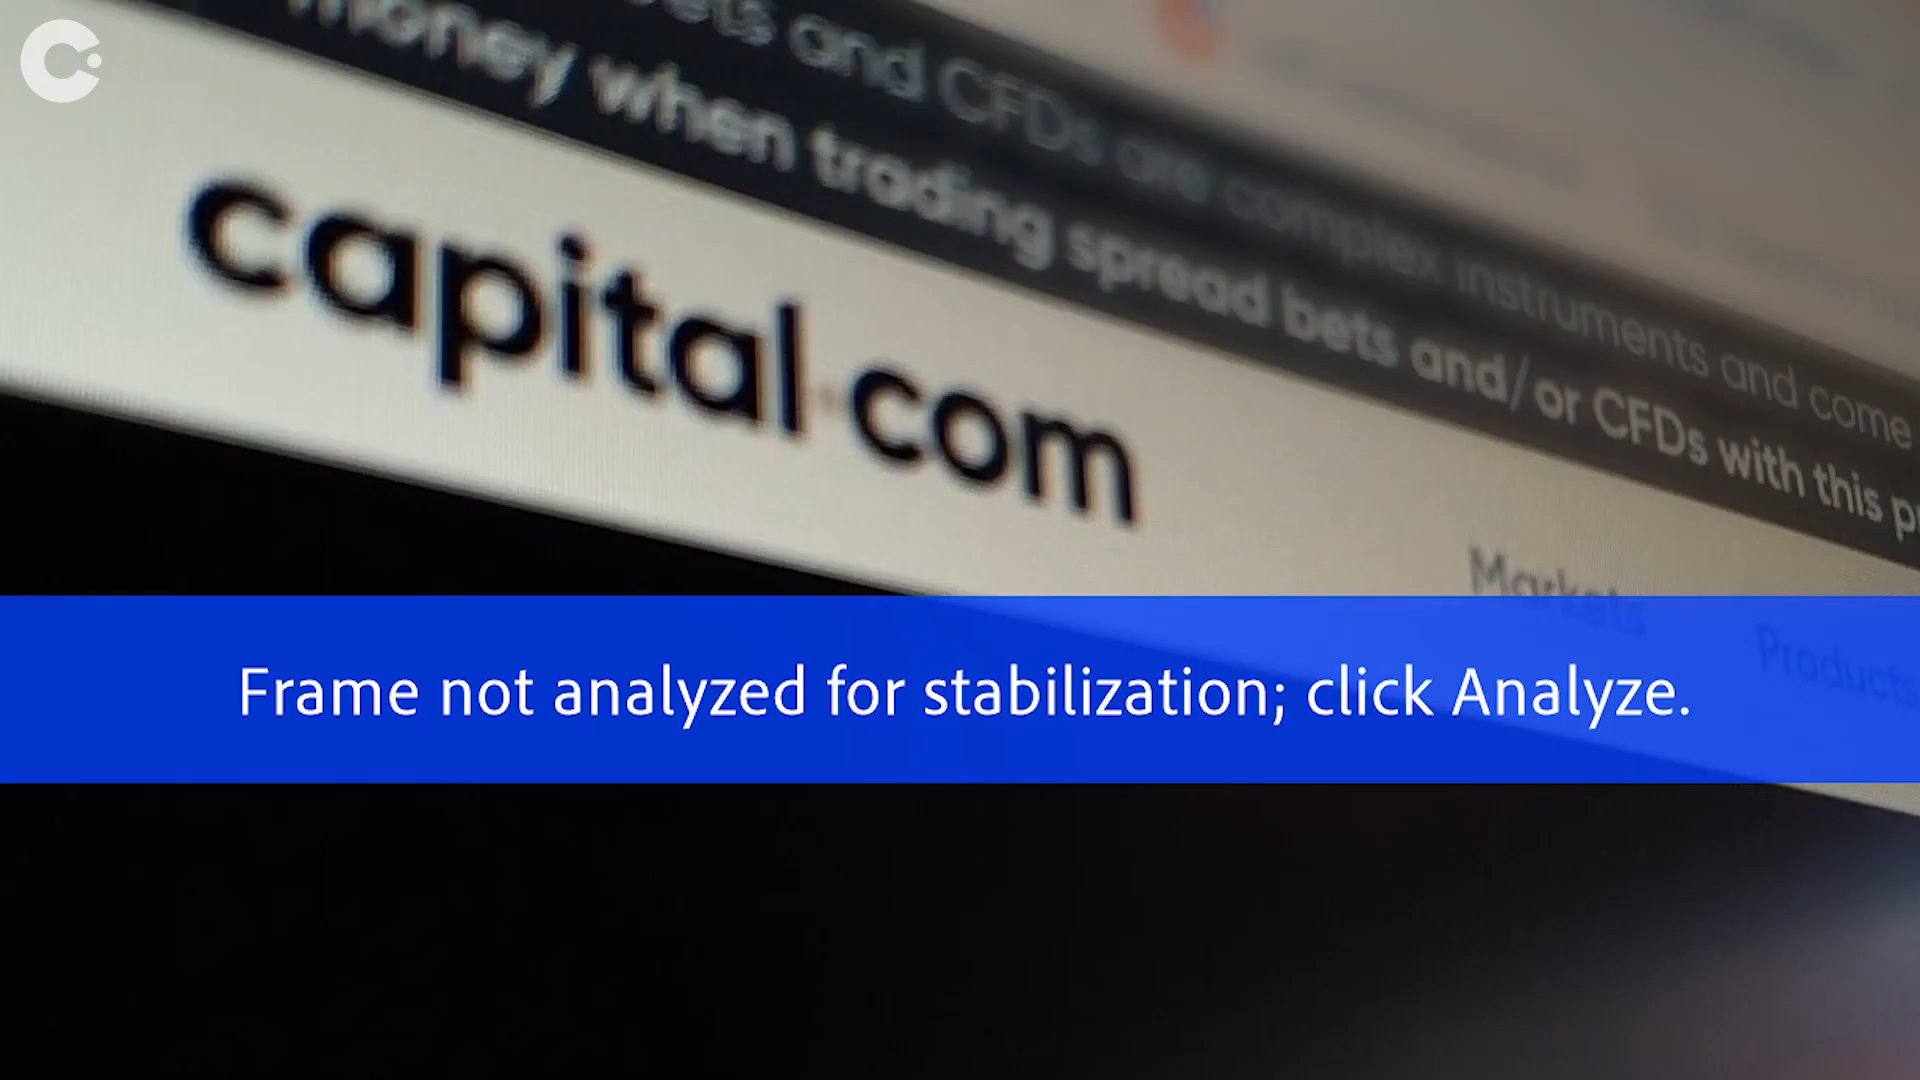 bets and CFDs are complex instruments and come
money when trading spread bets and/or CFDs with this
capital.com
Markets
Products
Frame not analyzed for stabilization; click Analyze.